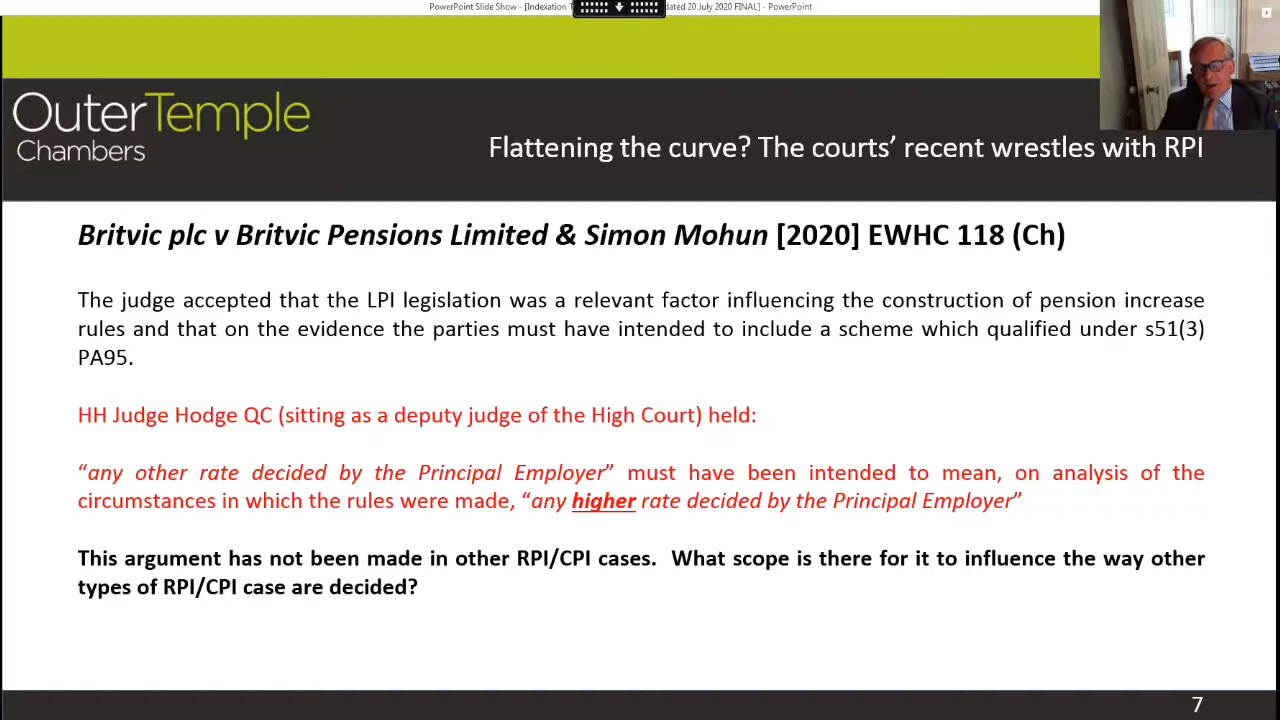 PowerPoint Slide Show - [Indexation T dated 20 July 2020 FINAL] - PowerPoint
OuterTemple
Chambers
Flattening the curve? The courts' recent wrestles with RPI
Britvic plc v Britvic Pensions Limited & Simon Mohun [2020] EWHC 118 (Ch)
The judge accepted that the LPI legislation was a relevant factor influencing the construction of pension increase
rules and that on the evidence the parties must have intended to include a scheme which qualified under s51(3)
PA95.
HH Judge Hodge QC (sitting as a deputy judge of the High Court) held:
“any other rate decided by the Principal Employer” must have been intended to mean, on analysis of the
circumstances in which the rules were made, “any higher rate decided by the Principal Employer”
This argument has not been made in other RPI/CPI cases. What scope is there for it to influence the way other
types of RPI/CPI case are decided?
7